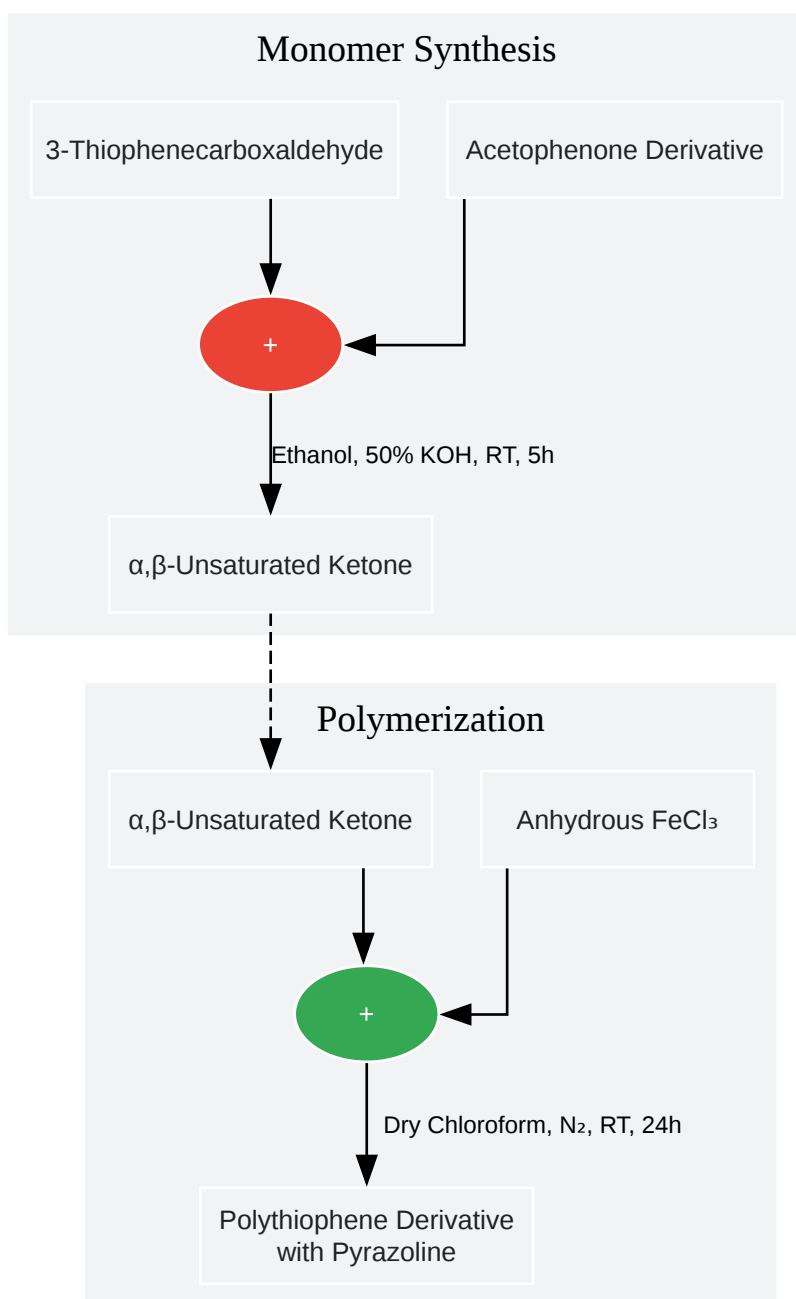 Monomer Synthesis
3-Thiophenecarboxaldehyde
Acetophenone Derivative
+
Ethanol, 50% KOH, RT, 5h
α,β-Unsaturated Ketone
Polymerization
α,β-Unsaturated Ketone
Anhydrous FeCl₃
+
Dry Chloroform, N₂, RT, 24h
Polythiophene Derivative
with Pyrazoline